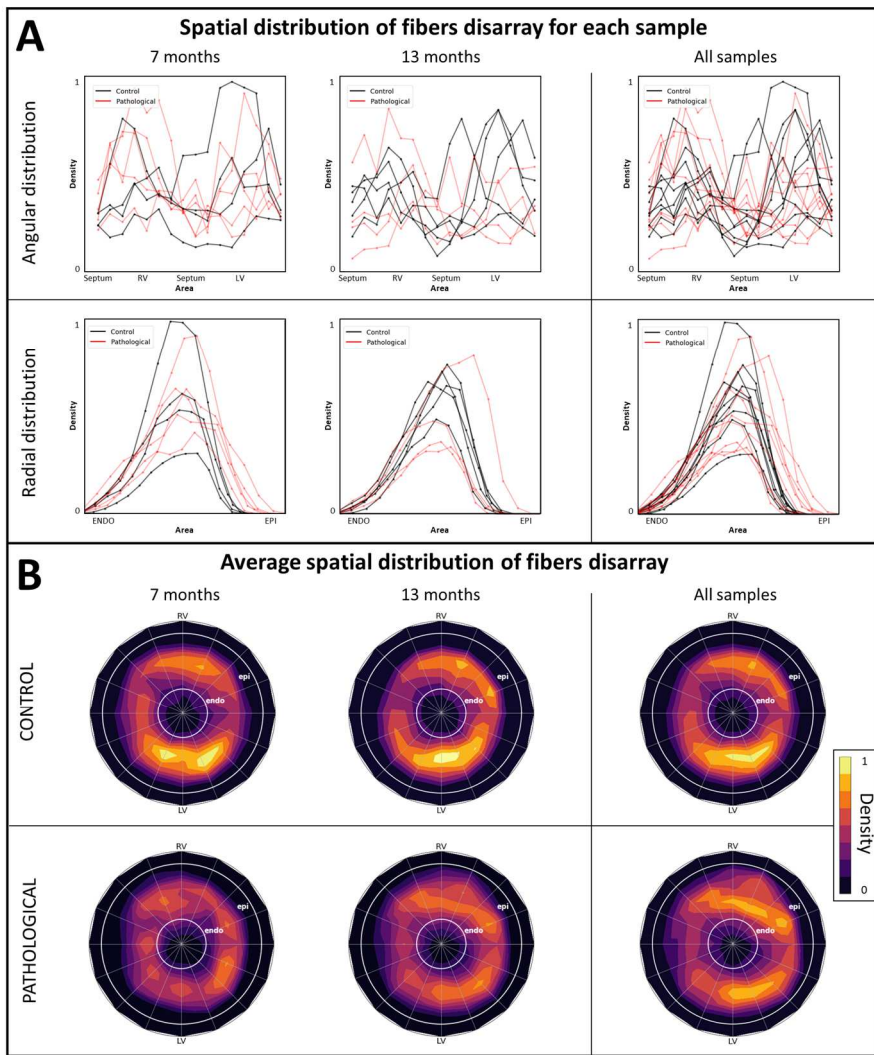 A
Spatial distribution of fibers disarray for each sample
7 months
13 months
All samples
Angular distribution
1
Control
Pathological
Density
0
Septum
RV
Septum
LV
Area
1
Control
Pathological
Density
0
Septum
RV
Septum
LV
Area
1
Control
Pathological
Density
0
Septum
RV
Septum
LV
Area
Radial distribution
1
Control
Pathological
Density
0
ENDO
EPI
Area
1
Control
Pathological
Density
0
ENDO
EPI
Area
1
Control
Pathological
Density
0
ENDO
EPI
Area
B
Average spatial distribution of fibers disarray
7 months
13 months
All samples
CONTROL
RV
epi
endo
LV
RV
epi
endo
LV
RV
epi
endo
LV
1
Density
0
PATHOLOGICAL
RV
epi
endo
LV
RV
epi
endo
LV
RV
epi
endo
LV